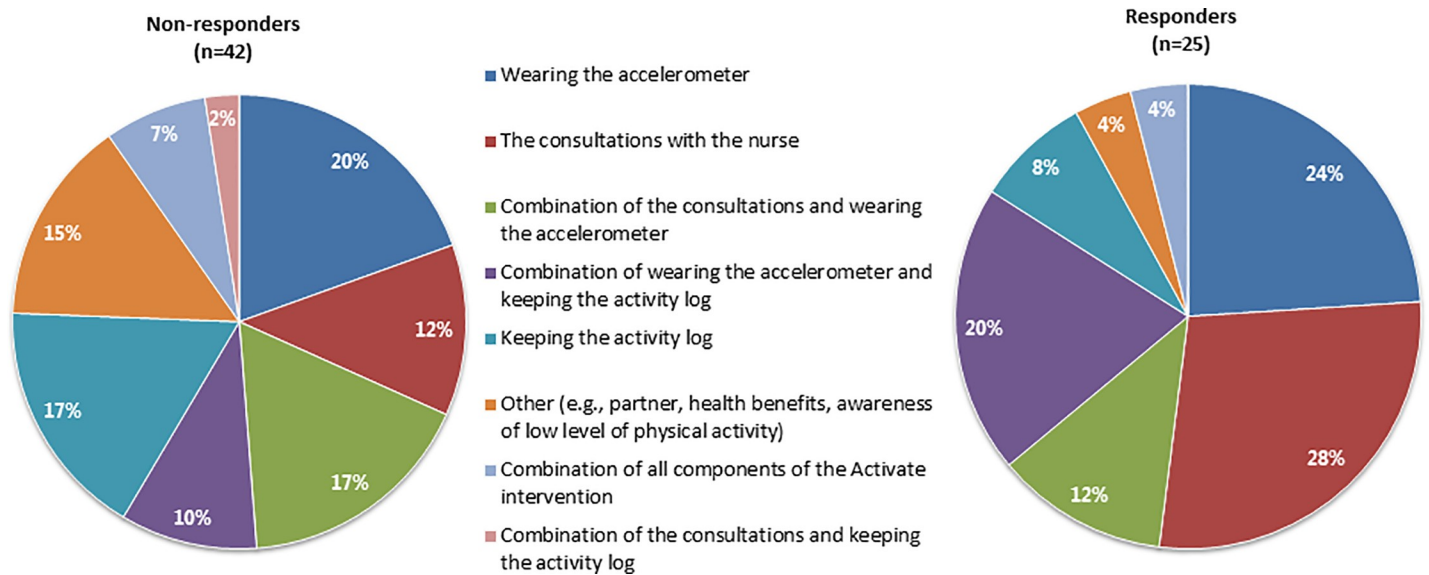 Non-responders
(n=42)
20%
12%
17%
10%
17%
15%
7%
2%
Wearing the accelerometer
The consultations with the nurse
Combination of the consultations and wearing
the accelerometer
Combination of wearing the accelerometer and
keeping the activity log
Keeping the activity log
Other (e.g., partner, health benefits, awareness
of low level of physical activity)
Combination of all components of the Activate
intervention
Combination of the consultations and keeping
the activity log
Responders
(n=25)
24%
28%
12%
20%
8%
4%
4%